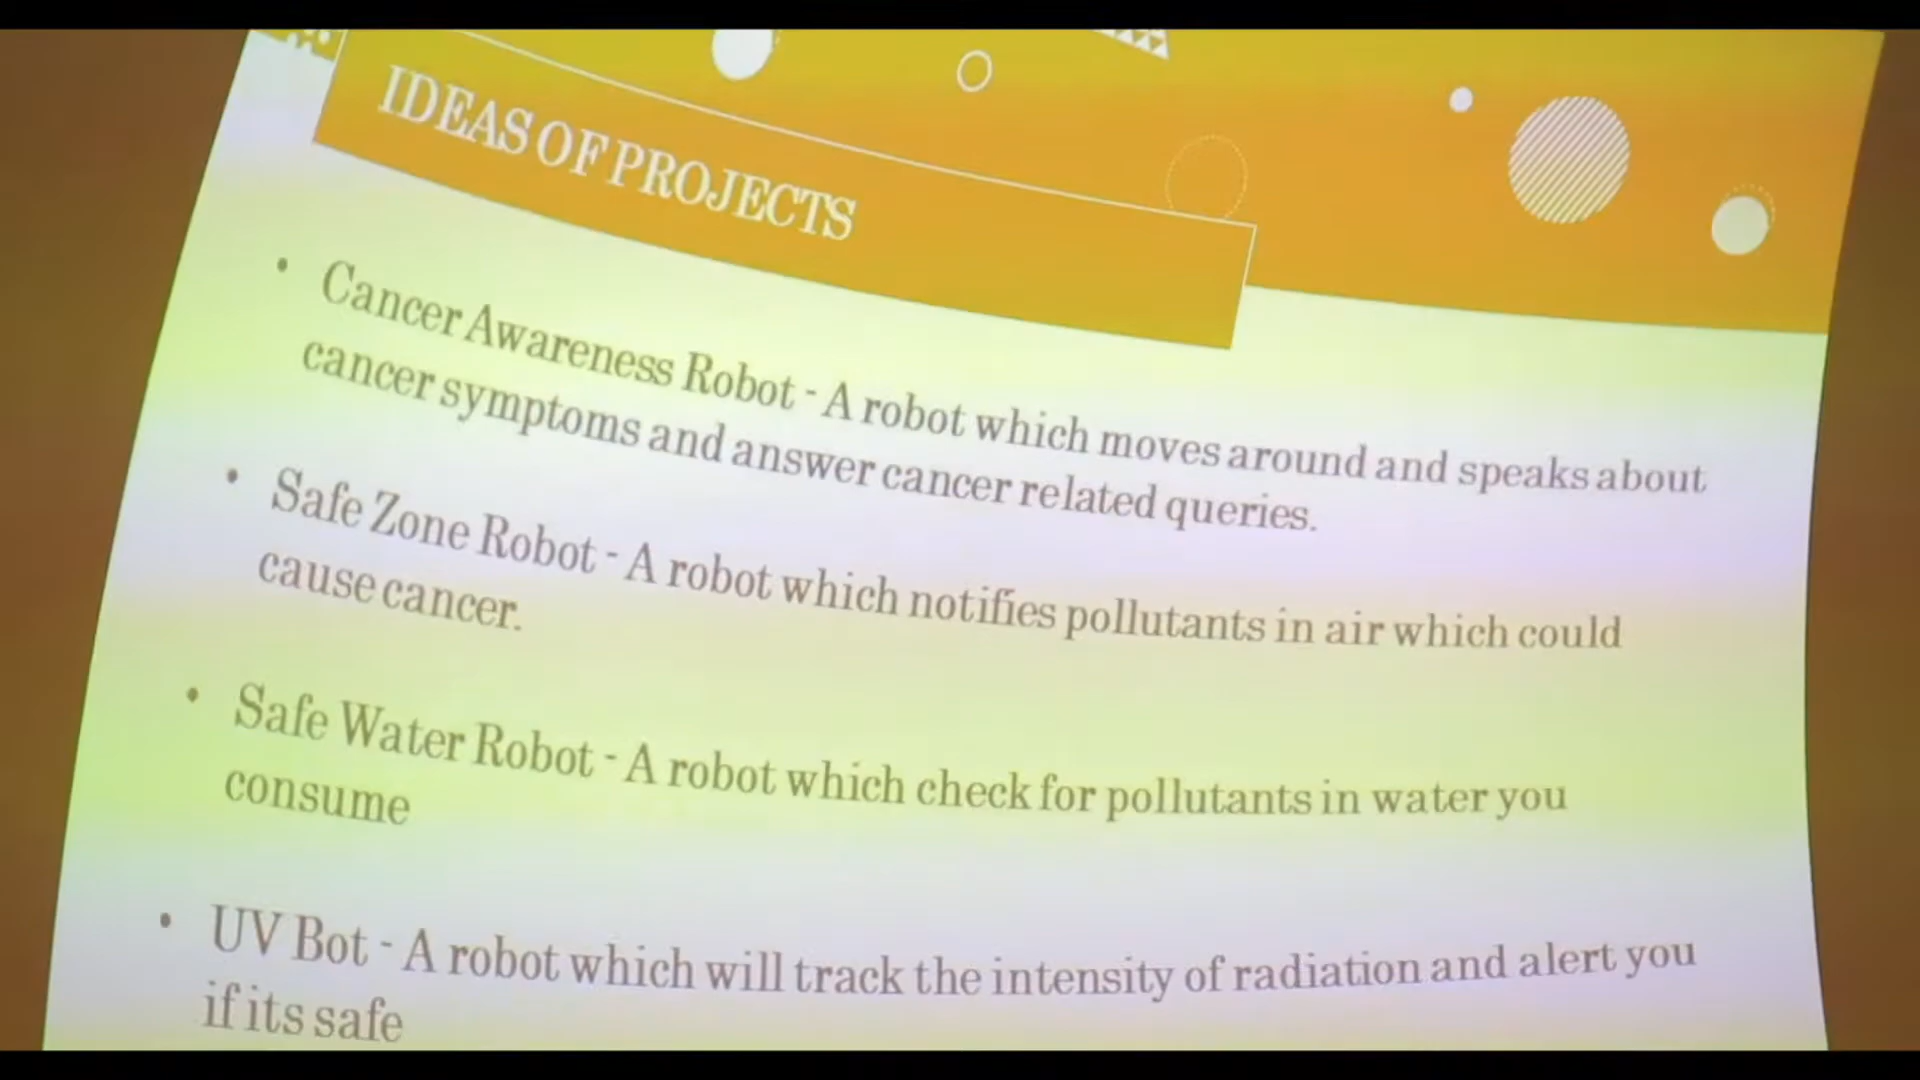 IDEAS OF PROJECTS
• Cancer Awareness Robot - A robot which moves around and speaks about
cancer symptoms and answer cancer related queries.
• Safe Zone Robot - A robot which notifies pollutants in air which could
cause cancer.
• Safe Water Robot - A robot which check for pollutants in water you
consume
• UV Bot - A robot which will track the intensity of radiation and alert you
if its safe